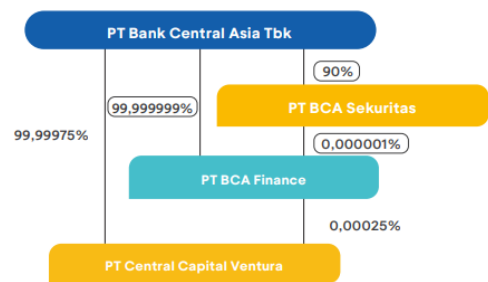 PT Bank Central Asia Tbk
90%
99,999999%
PT BCA Sekuritas
99,99975%
0,000001%
PT BCA Finance
0,00025%
PT Central Capital Ventura